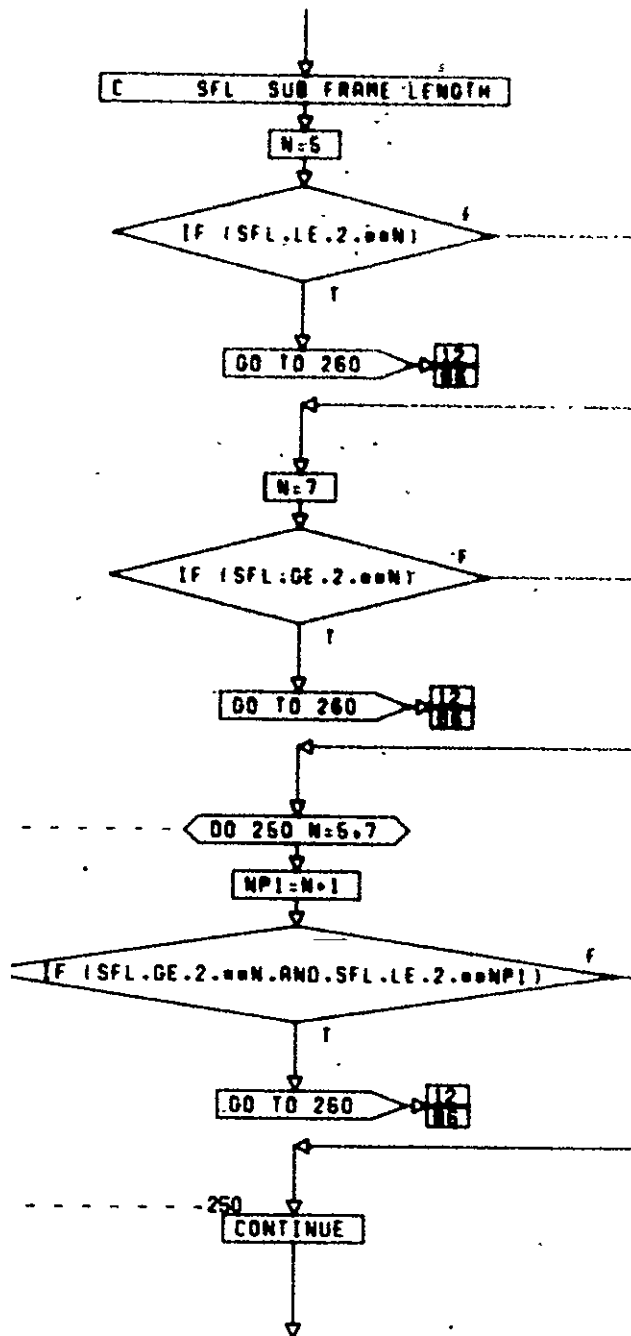 C SFL SUB FRAME LENGTH
N=5
IF (SFL.LE.2.**N)
F
T
GO TO 260
12
N=7
IF (SFL.GE.2.**N)
F
T
GO TO 260
12
DO 250 N=5,7
NP1=N+1
IF (SFL.GE.2.**N.AND.SFL.LE.2.**NP1)
F
T
GO TO 260
12
250
CONTINUE